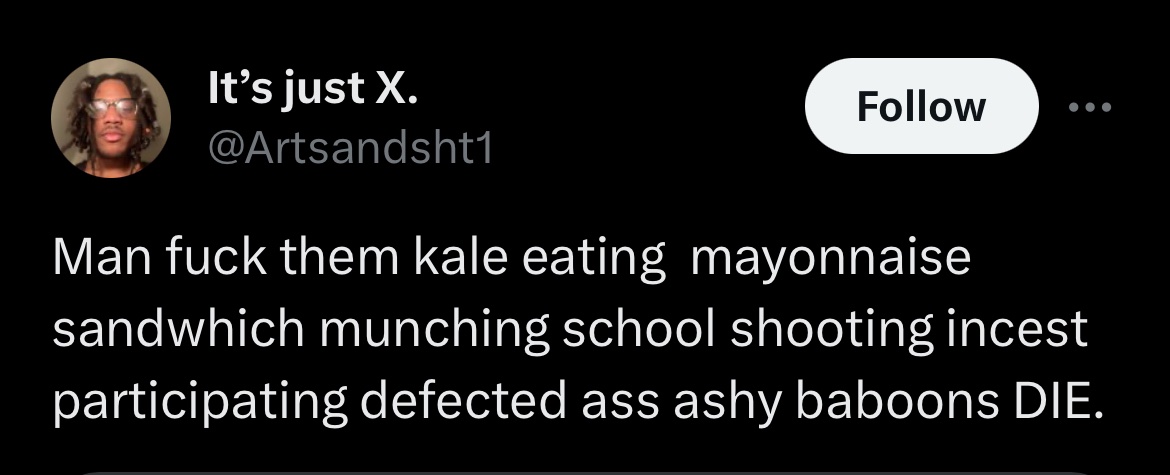 It's just X.
@Artsandsht1
Follow
Man fuck them kale eating  mayonnaise
sandwhich munching school shooting incest
participating defected ass ashy baboons DIE.